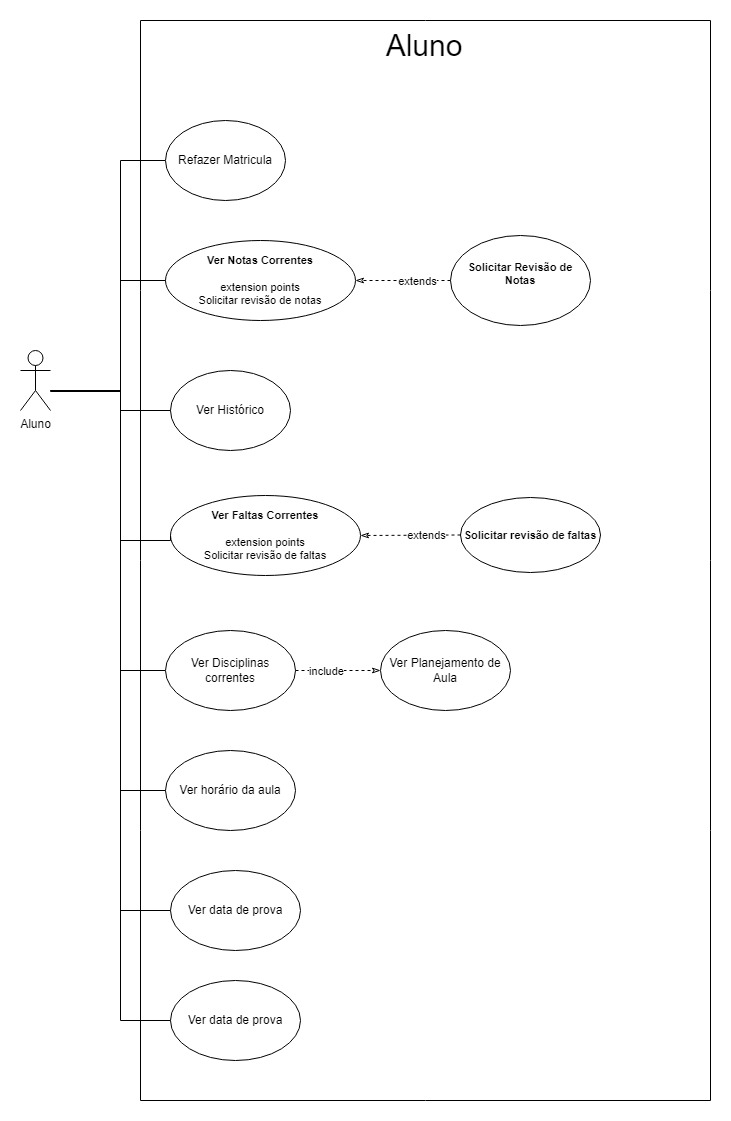 Aluno
Refazer Matricula
Ver Notas Correntes
extension points
Solicitar revisão de notas
extends
Solicitar Revisão de
Notas
Aluno
Ver Histórico
Ver Faltas Correntes
extension points
Solicitar revisão de faltas
extends
Solicitar revisão de faltas
Ver Disciplinas
correntes
include
Ver Planejamento de
Aula
Ver horário da aula
Ver data de prova
Ver data de prova